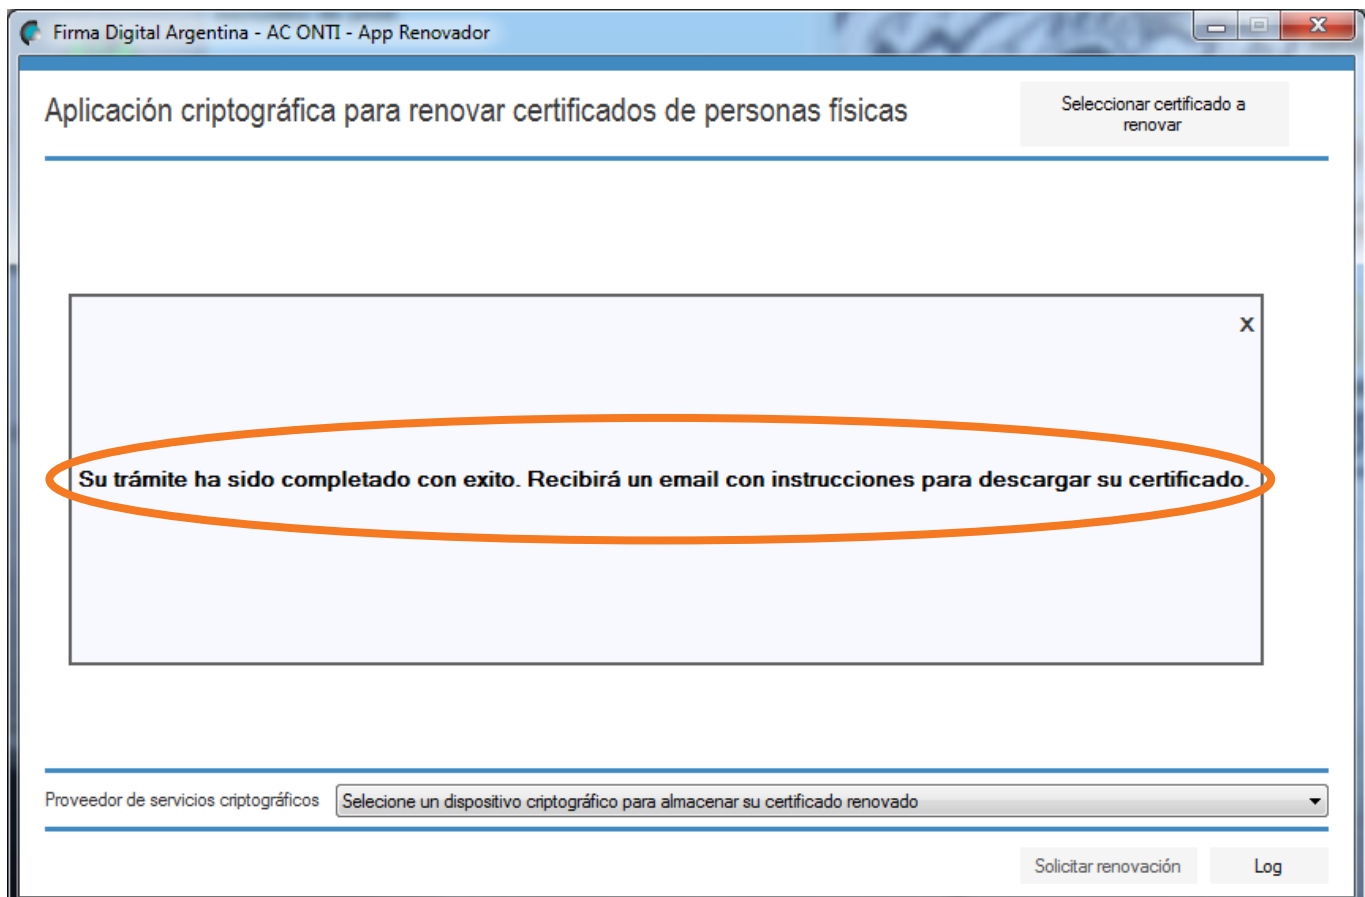 Firma Digital Argentina - AC ONTI - App Renovador
Aplicación criptográfica para renovar certificados de personas físicas
Seleccionar certificado a
renovar
x
Su trámite ha sido completado con exito. Recibirá un email con instrucciones para descargar su certificado.
Proveedor de servicios criptográficos
Selecione un dispositivo criptográfico para almacenar su certificado renovado
Solicitar renovación
Log